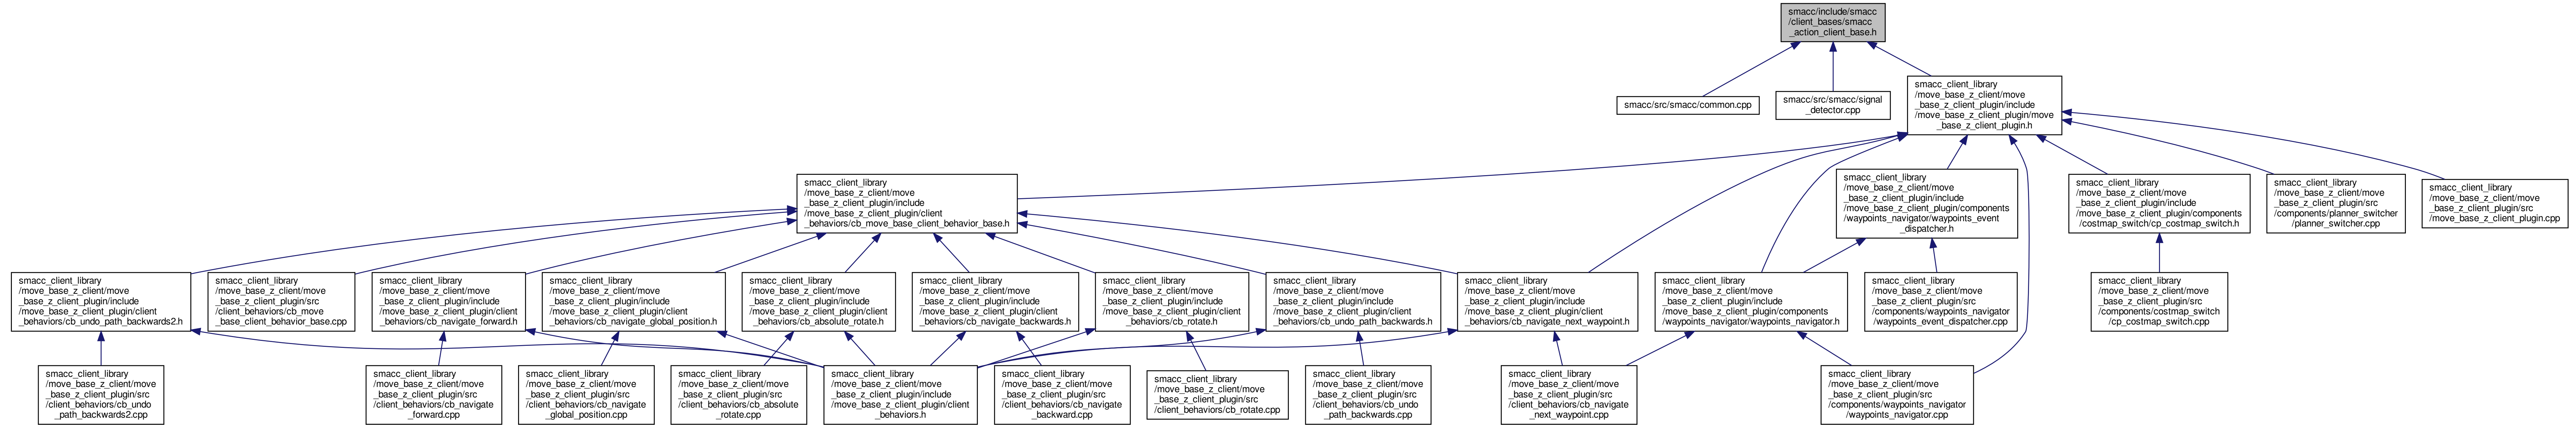 smacc/include/smacc
/client_bases/smacc
_action_client_base.h
smacc/src/smacc/common.cpp
smacc/src/smacc/signal
_detector.cpp
smacc_client_library
/move_base_z_client/move
_base_z_client_plugin/include
/move_base_z_client_plugin/move
_base_z_client_plugin.h
smacc_client_library
/move_base_z_client/move
_base_z_client_plugin/include
/move_base_z_client_plugin/client
_behaviors/cb_move_base_client_behavior_base.h
smacc_client_library
/move_base_z_client/move
_base_z_client_plugin/include
/move_base_z_client_plugin/components
/waypoints_navigator/waypoints_event
_dispatcher.h
smacc_client_library
/move_base_z_client/move
_base_z_client_plugin/include
/move_base_z_client_plugin/components
/costmap_switch/cp_costmap_switch.h
smacc_client_library
/move_base_z_client/move
_base_z_client_plugin/src
/components/planner_switcher
/planner_switcher.cpp
smacc_client_library
/move_base_z_client/move
_base_z_client_plugin/src
/move_base_z_client_plugin.cpp
smacc_client_library
/move_base_z_client/move
_base_z_client_plugin/include
/move_base_z_client_plugin/client
_behaviors/cb_undo_path_backwards2.h
smacc_client_library
/move_base_z_client/move
_base_z_client_plugin/src
/client_behaviors/cb_move
_base_client_behavior_base.cpp
smacc_client_library
/move_base_z_client/move
_base_z_client_plugin/include
/move_base_z_client_plugin/client
_behaviors/cb_navigate_forward.h
smacc_client_library
/move_base_z_client/move
_base_z_client_plugin/include
/move_base_z_client_plugin/client
_behaviors/cb_navigate_global_position.h
smacc_client_library
/move_base_z_client/move
_base_z_client_plugin/include
/move_base_z_client_plugin/client
_behaviors/cb_absolute_rotate.h
smacc_client_library
/move_base_z_client/move
_base_z_client_plugin/include
/move_base_z_client_plugin/client
_behaviors/cb_navigate_backwards.h
smacc_client_library
/move_base_z_client/move
_base_z_client_plugin/include
/move_base_z_client_plugin/client
_behaviors/cb_rotate.h
smacc_client_library
/move_base_z_client/move
_base_z_client_plugin/include
/move_base_z_client_plugin/client
_behaviors/cb_undo_path_backwards.h
smacc_client_library
/move_base_z_client/move
_base_z_client_plugin/include
/move_base_z_client_plugin/client
_behaviors/cb_navigate_next_waypoint.h
smacc_client_library
/move_base_z_client/move
_base_z_client_plugin/include
/move_base_z_client_plugin/components
/waypoints_navigator/waypoints_navigator.h
smacc_client_library
/move_base_z_client/move
_base_z_client_plugin/src
/components/waypoints_navigator
/waypoints_event_dispatcher.cpp
smacc_client_library
/move_base_z_client/move
_base_z_client_plugin/src
/components/costmap_switch
/cp_costmap_switch.cpp
smacc_client_library
/move_base_z_client/move
_base_z_client_plugin/src
/client_behaviors/cb_undo
_path_backwards2.cpp
smacc_client_library
/move_base_z_client/move
_base_z_client_plugin/src
/client_behaviors/cb_navigate
_forward.cpp
smacc_client_library
/move_base_z_client/move
_base_z_client_plugin/src
/client_behaviors/cb_navigate
_global_position.cpp
smacc_client_library
/move_base_z_client/move
_base_z_client_plugin/src
/client_behaviors/cb_absolute
_rotate.cpp
smacc_client_library
/move_base_z_client/move
_base_z_client_plugin/include
/move_base_z_client_plugin/client
_behaviors.h
smacc_client_library
/move_base_z_client/move
_base_z_client_plugin/src
/client_behaviors/cb_navigate
_backward.cpp
smacc_client_library
/move_base_z_client/move
_base_z_client_plugin/src
/client_behaviors/cb_rotate.cpp
smacc_client_library
/move_base_z_client/move
_base_z_client_plugin/src
/client_behaviors/cb_undo
_path_backwards.cpp
smacc_client_library
/move_base_z_client/move
_base_z_client_plugin/src
/client_behaviors/cb_navigate
_next_waypoint.cpp
smacc_client_library
/move_base_z_client/move
_base_z_client_plugin/src
/components/waypoints_navigator
/waypoints_navigator.cpp